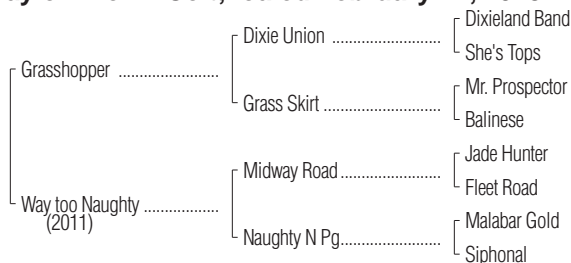 Dixieland Band
Dixie Union ........................
She's Tops
Grasshopper ......................
Mr. Prospector
Grass Skirt ..........................
Balinese
Jade Hunter
Midway Road ......................
Fleet Road
Way too Naughty ................
(2011)
Malabar Gold
Naughty N Pg......................
Siphonal